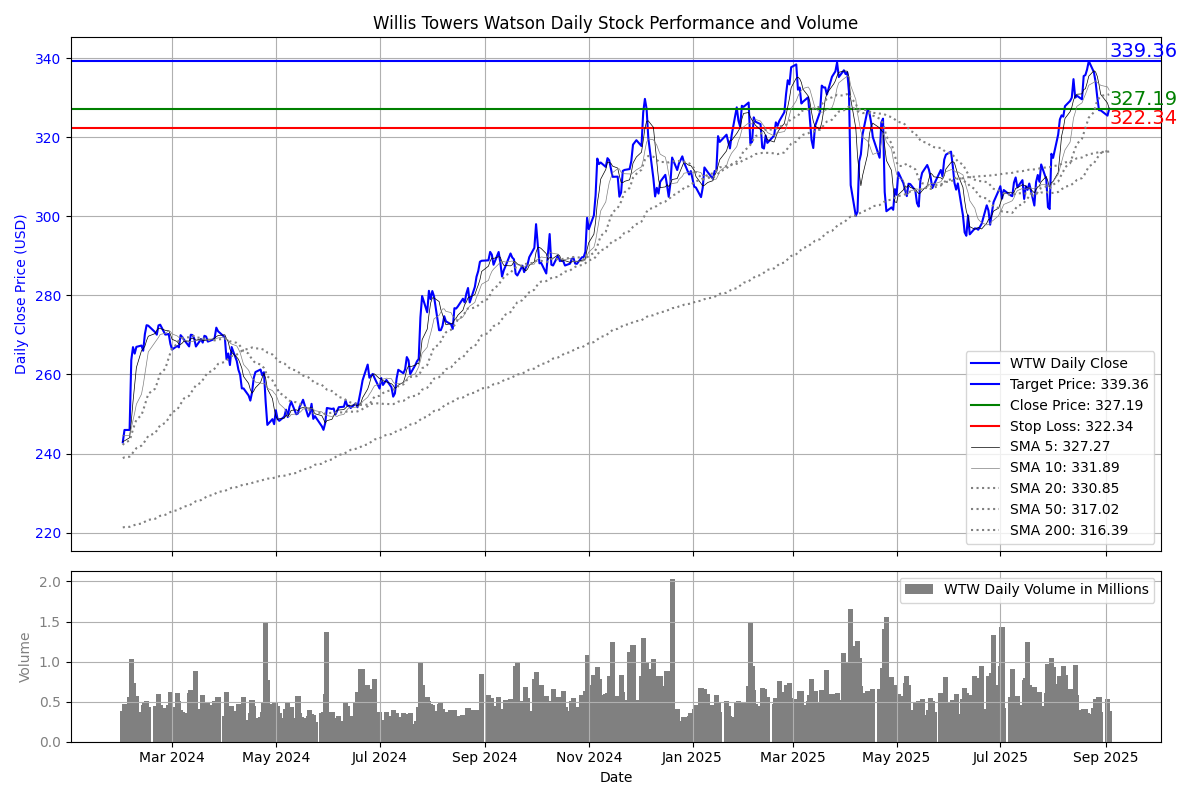 Willis Towers Watson Daily Stock Performance and Volume
Daily Close Price (USD)
340
320
300
280
260
240
220
339.36
327.19
322.34
WTW Daily Close
Target Price: 339.36
Close Price: 327.19
Stop Loss: 322.34
SMA 5: 327.27
SMA 10: 331.89
SMA 20: 330.85
SMA 50: 317.02
SMA 200: 316.39
Volume
2.0
1.5
1.0
0.5
0.0
WTW Daily Volume in Millions
Mar 2024
May 2024
Jul 2024
Sep 2024
Nov 2024
Jan 2025
Mar 2025
May 2025
Jul 2025
Sep 2025
Date